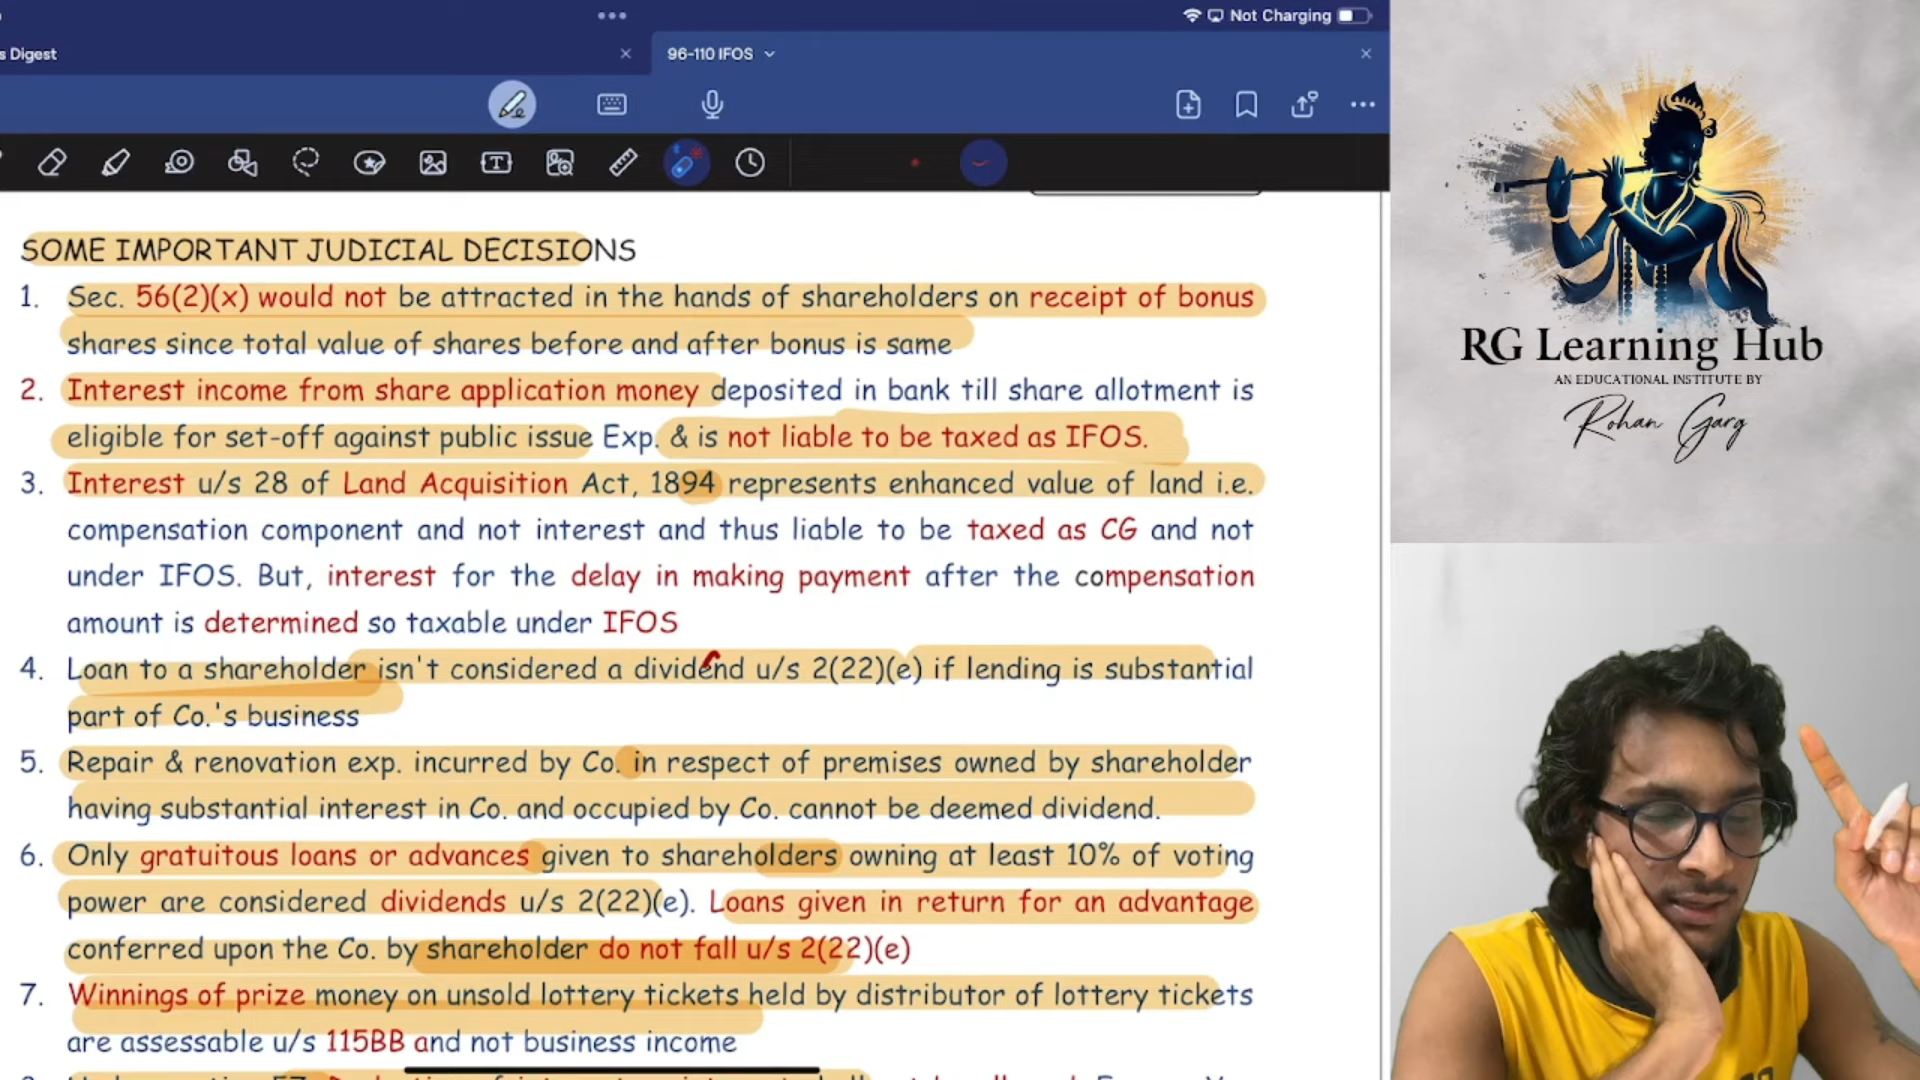 Not Charging
s Digest
96-110 IFOS
SOME IMPORTANT JUDICIAL DECISIONS
1. Sec. 56(2)(x) would not be attracted in the hands of shareholders on receipt of bonus
shares since total value of shares before and after bonus is same
2. Interest income from share application money deposited in bank till share allotment is
eligible for set-off against public issue Exp. & is not liable to be taxed as IFOS.
3. Interest u/s 28 of Land Acquisition Act, 1894 represents enhanced value of land i.e.
compensation component and not interest and thus liable to be taxed as CG and not
under IFOS. But, interest for the delay in making payment after the compensation
amount is determined so taxable under IFOS
4. Loan to a shareholder isn't considered a dividend u/s 2(22)(e) if lending is substantial
part of Co.'s business
5. Repair & renovation exp. incurred by Co. in respect of premises owned by shareholder
having substantial interest in Co. and occupied by Co. cannot be deemed dividend.
6. Only gratuitous loans or advances given to shareholders owning at least 10% of voting
power are considered dividends u/s 2(22)(e). Loans given in return for an advantage
conferred upon the Co. by shareholder do not fall u/s 2(22)(e)
7. Winnings of prize money on unsold lottery tickets held by distributor of lottery tickets
are assessable u/s 115BB and not business income
RG Learning Hub
AN EDUCATIONAL INSTITUTE BY
Rohan Garg